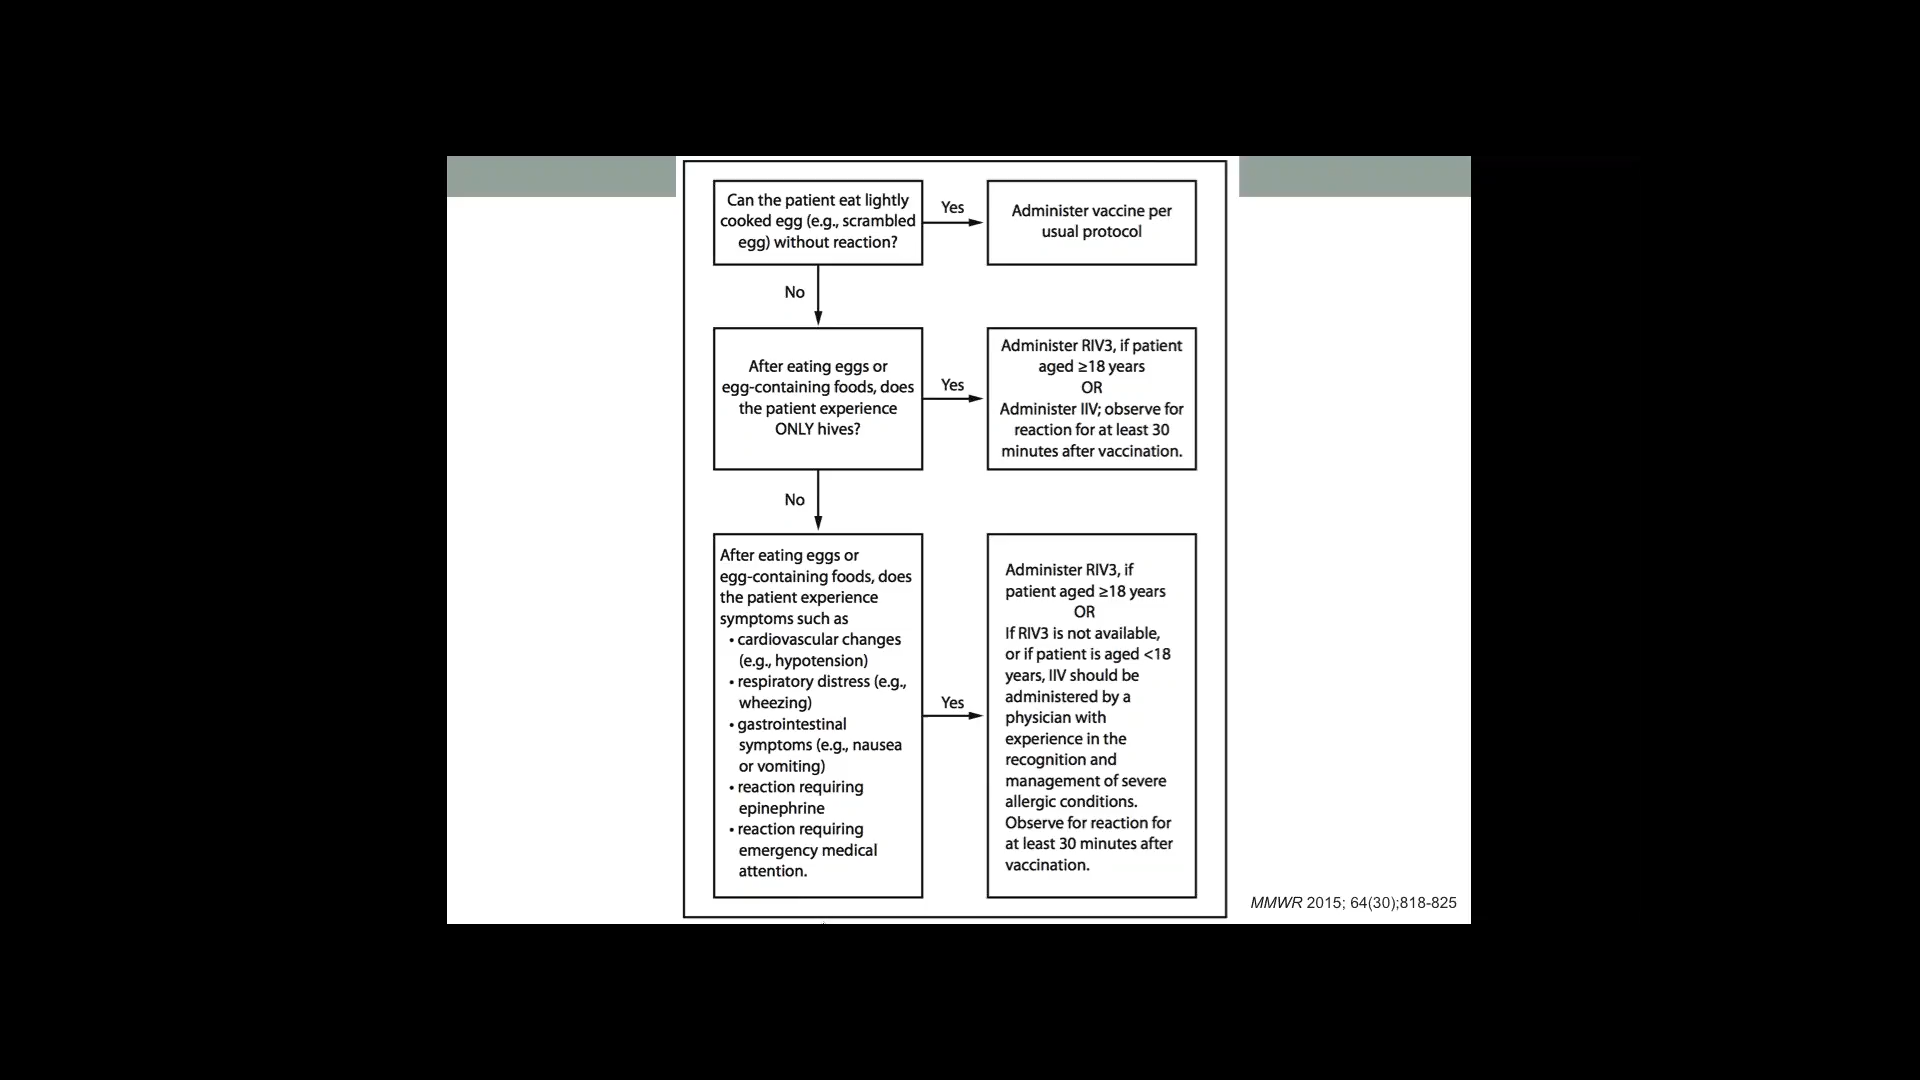 Can the patient eat lightly
cooked egg (e.g., scrambled
egg) without reaction?
Yes
Administer vaccine per
usual protocol
No
After eating eggs or
egg-containing foods, does
the patient experience
ONLY hives?
Yes
Administer RIV3, if patient
aged ≥18 years
OR
Administer IIV; observe for
reaction for at least 30
minutes after vaccination.
No
After eating eggs or
egg-containing foods, does
the patient experience
symptoms such as
• cardiovascular changes
(e.g., hypotension)
• respiratory distress (e.g.,
wheezing)
• gastrointestinal
symptoms (e.g., nausea
or vomiting)
• reaction requiring
epinephrine
• reaction requiring
emergency medical
attention.
Yes
Administer RIV3, if
patient aged ≥18 years
OR
If RIV3 is not available,
or if patient is aged <18
years, IIV should be
administered by a
physician with
experience in the
recognition and
management of severe
allergic conditions.
Observe for reaction for
at least 30 minutes after
vaccination.
MMWR 2015; 64(30);818-825